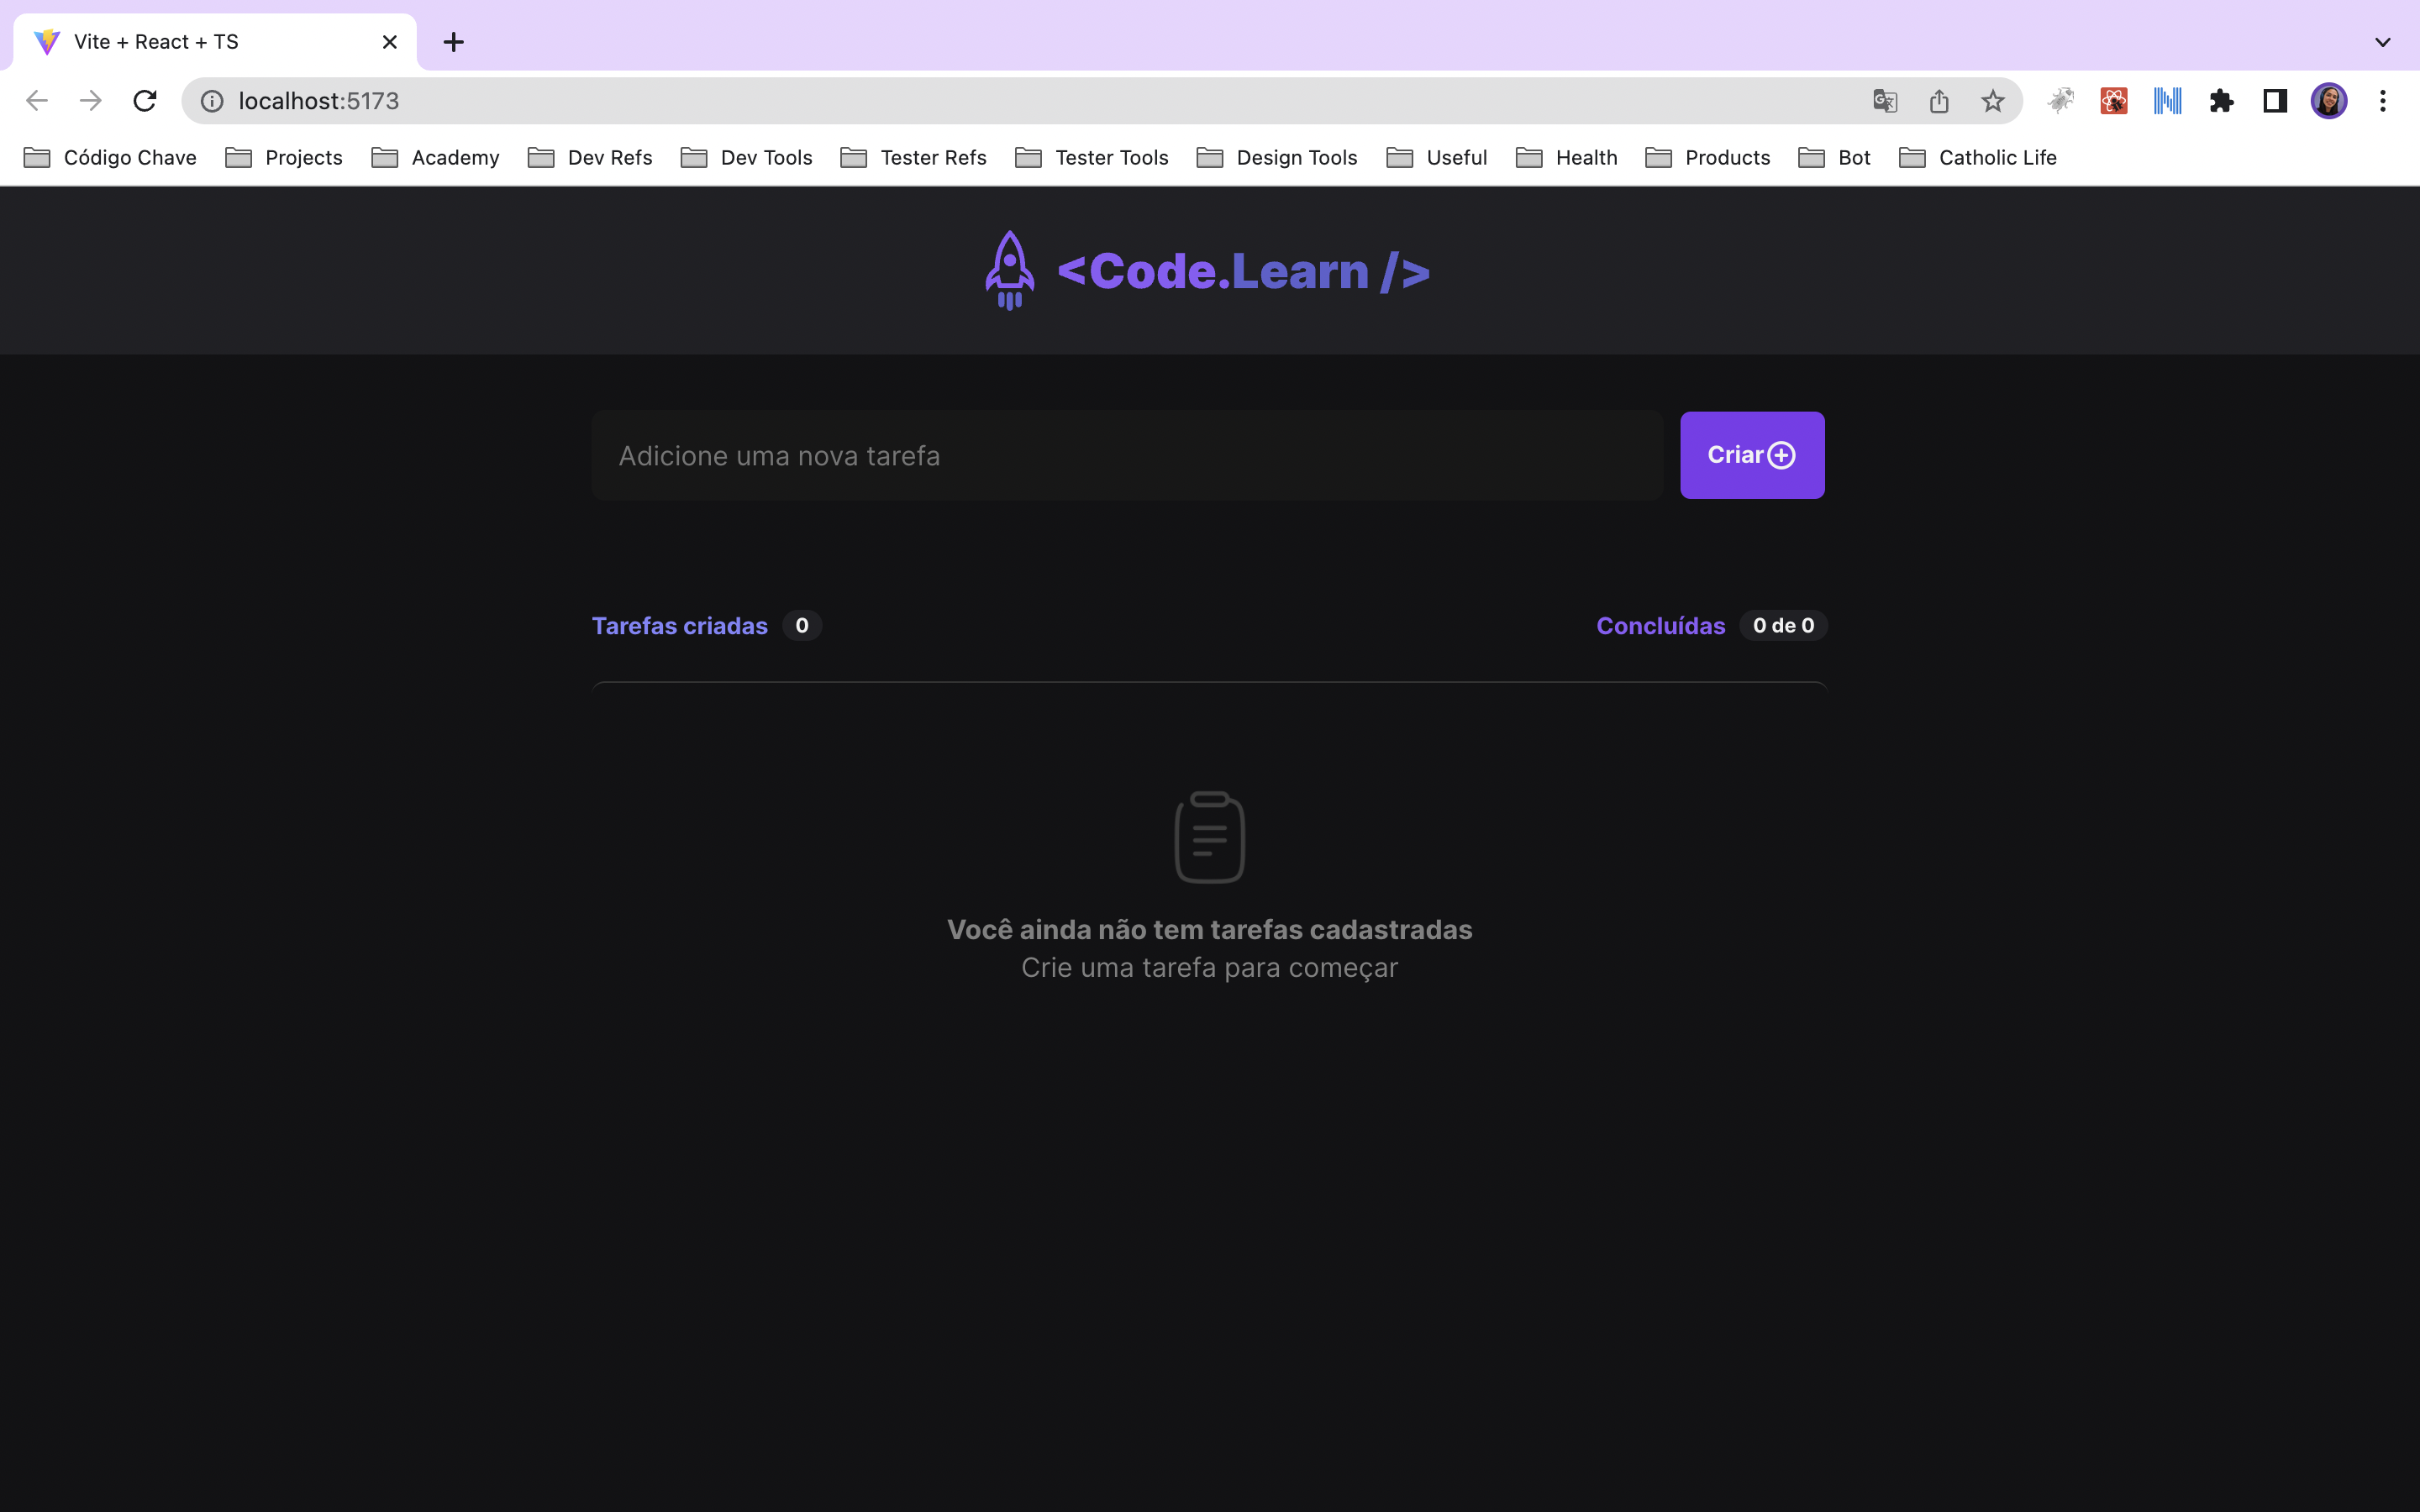 Vite + React + TS
localhost:5173
Código Chave Projects Academy Dev Refs Dev Tools Tester Refs Tester Tools Design Tools Useful Health Products Bot Catholic Life
<Code.Learn />
Adicione uma nova tarefa
Criar
Tarefas criadas 0 Concluídas 0 de 0
Você ainda não tem tarefas cadastradas
Crie uma tarefa para começar